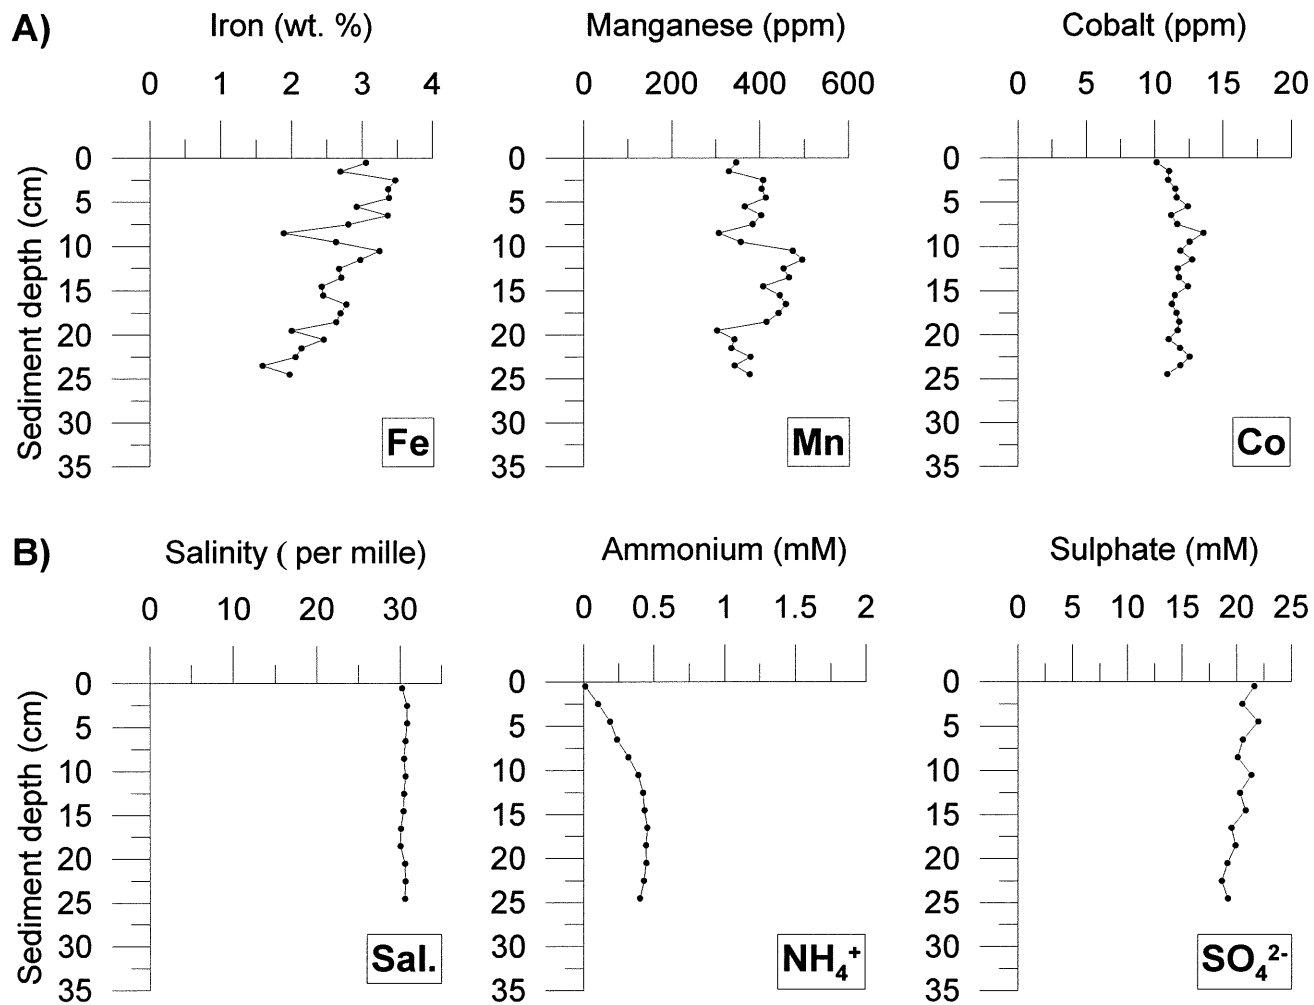 A) Iron (wt. %) Manganese (ppm) Cobalt (ppm)
0 1 2 3 4 0 200 400 600 0 5 10 15 20
0 0 0
5 5 5
10 10 10
15 15 15
20 20 20
25 25 25
30 30 30
35 35 35
Sediment depth (cm)
Fe Mn Co
B) Salinity ( per mille) Ammonium (mM) Sulphate (mM)
0 10 20 30 0 0.5 1 1.5 2 0 5 10 15 20 25
0 0 0
5 5 5
10 10 10
15 15 15
20 20 20
25 25 25
30 30 30
35 35 35
Sediment depth (cm)
Sal. NH₄⁺ SO₄²⁻